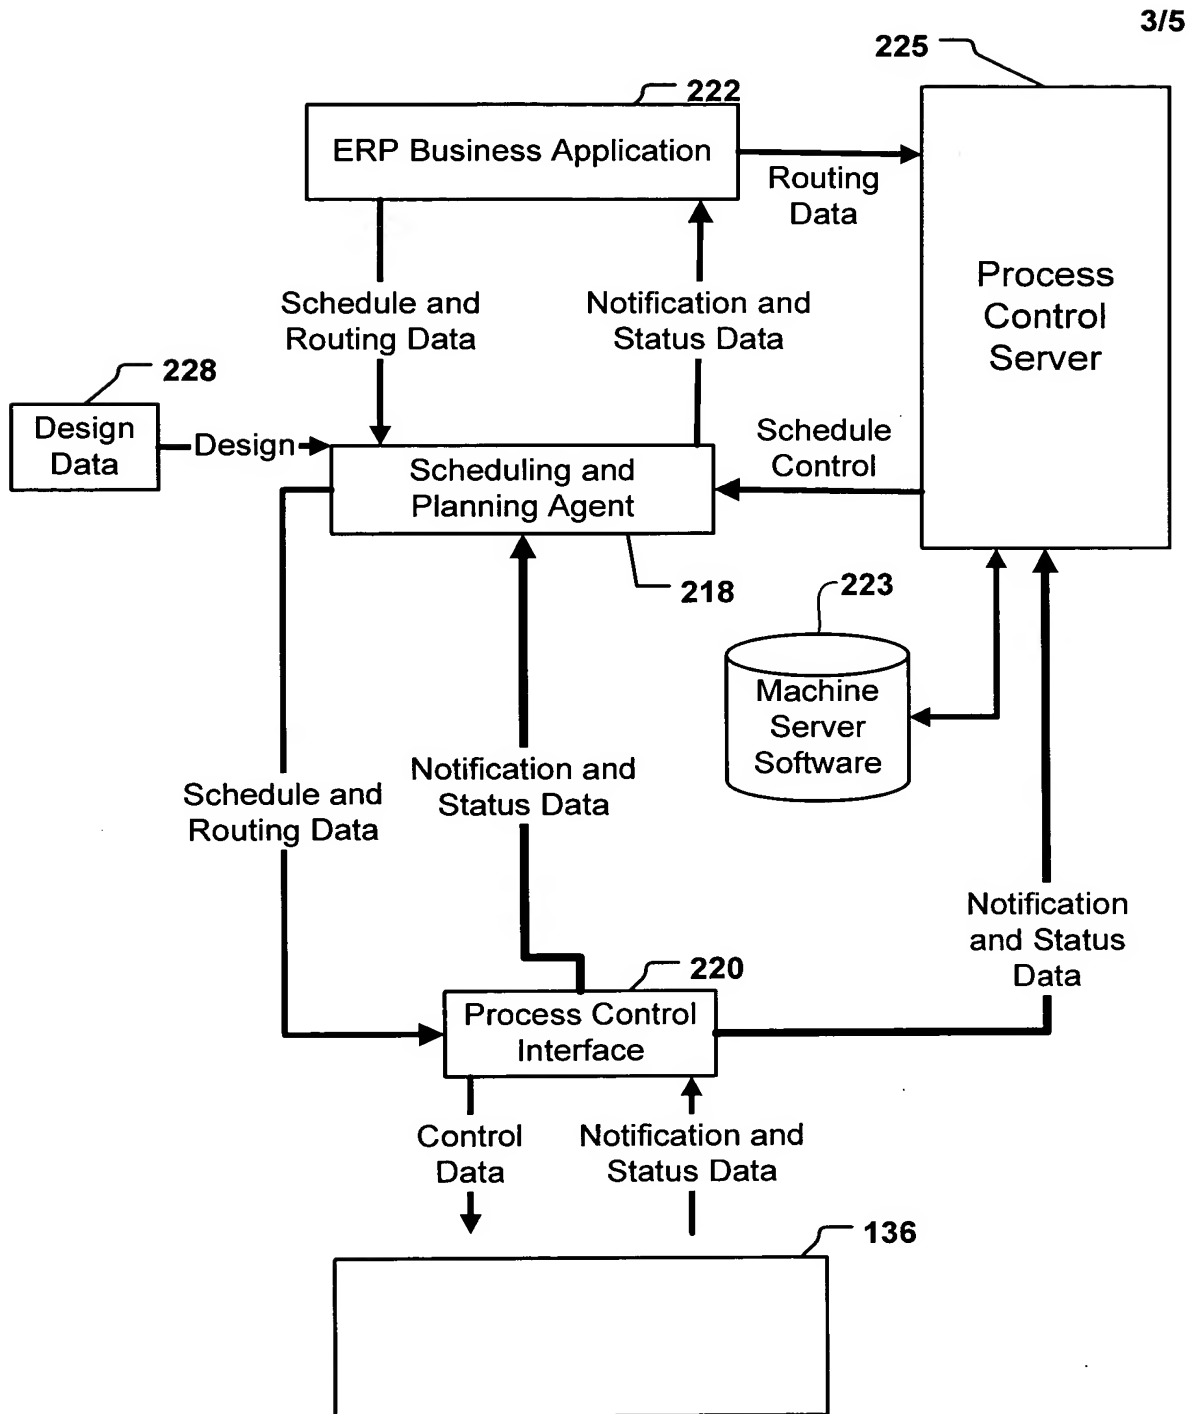 3/5
225
222
ERP Business Application
Routing
Data
Process
Control
Server
Schedule and
Routing Data
Notification and
Status Data
228
Design
Data
Design
Schedule
Control
Scheduling and
Planning Agent
218
223
Machine
Server
Software
Notification and
Status Data
Schedule and
Routing Data
Notification
and Status
Data
220
Process Control
Interface
Control
Data
Notification and
Status Data
136